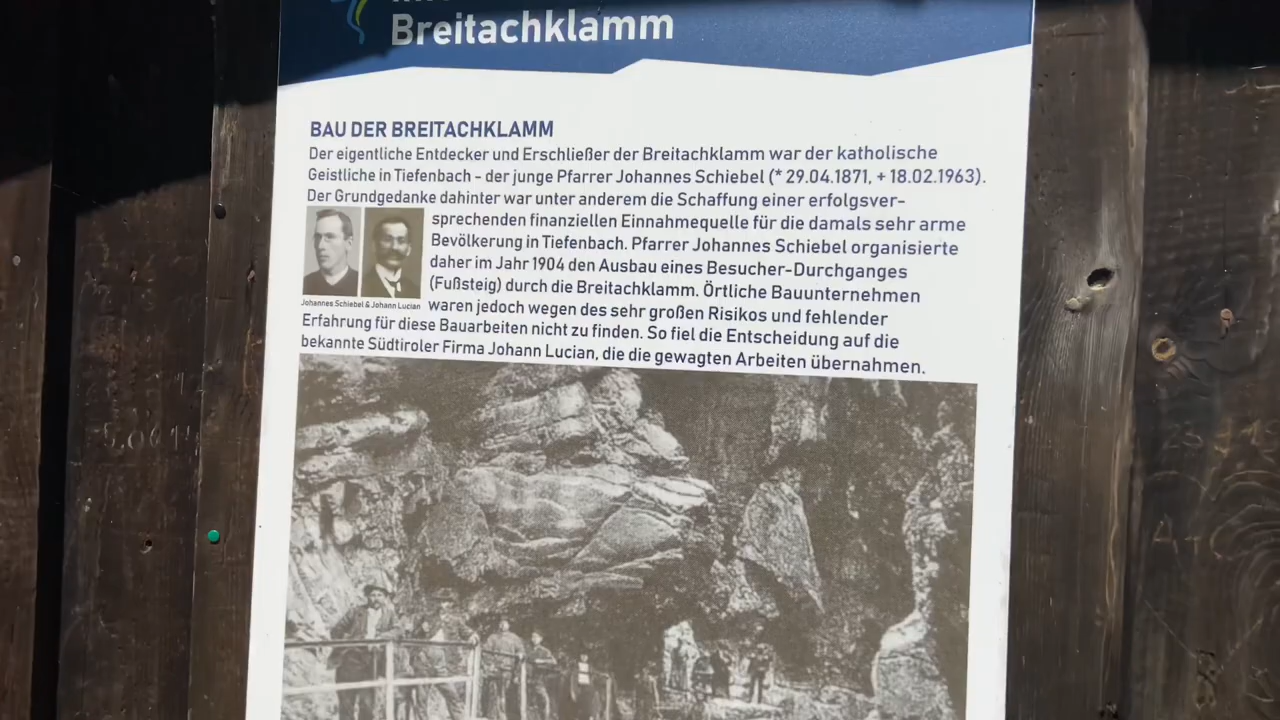 Breitachklamm
BAU DER BREITACHKLAMM
Der eigentliche Entdecker und Erschließer der Breitachklamm war der katholische
Geistliche in Tiefenbach - der junge Pfarrer Johannes Schiebel (* 29.04.1871, + 18.02.1963).
Der Grundgedanke dahinter war unter anderem die Schaffung einer erfolgsver-
sprechenden finanziellen Einnahmequelle für die damals sehr arme
Bevölkerung in Tiefenbach. Pfarrer Johannes Schiebel organisierte
daher im Jahr 1904 den Ausbau eines Besucher-Durchganges
(Fußsteig) durch die Breitachklamm. Örtliche Bauunternehmen
Johannes Schiebel & Johann Lucian
waren jedoch wegen des sehr großen Risikos und fehlender
Erfahrung für diese Bauarbeiten nicht zu finden. So fiel die Entscheidung auf die
bekannte Südtiroler Firma Johann Lucian, die die gewagten Arbeiten übernahmen.